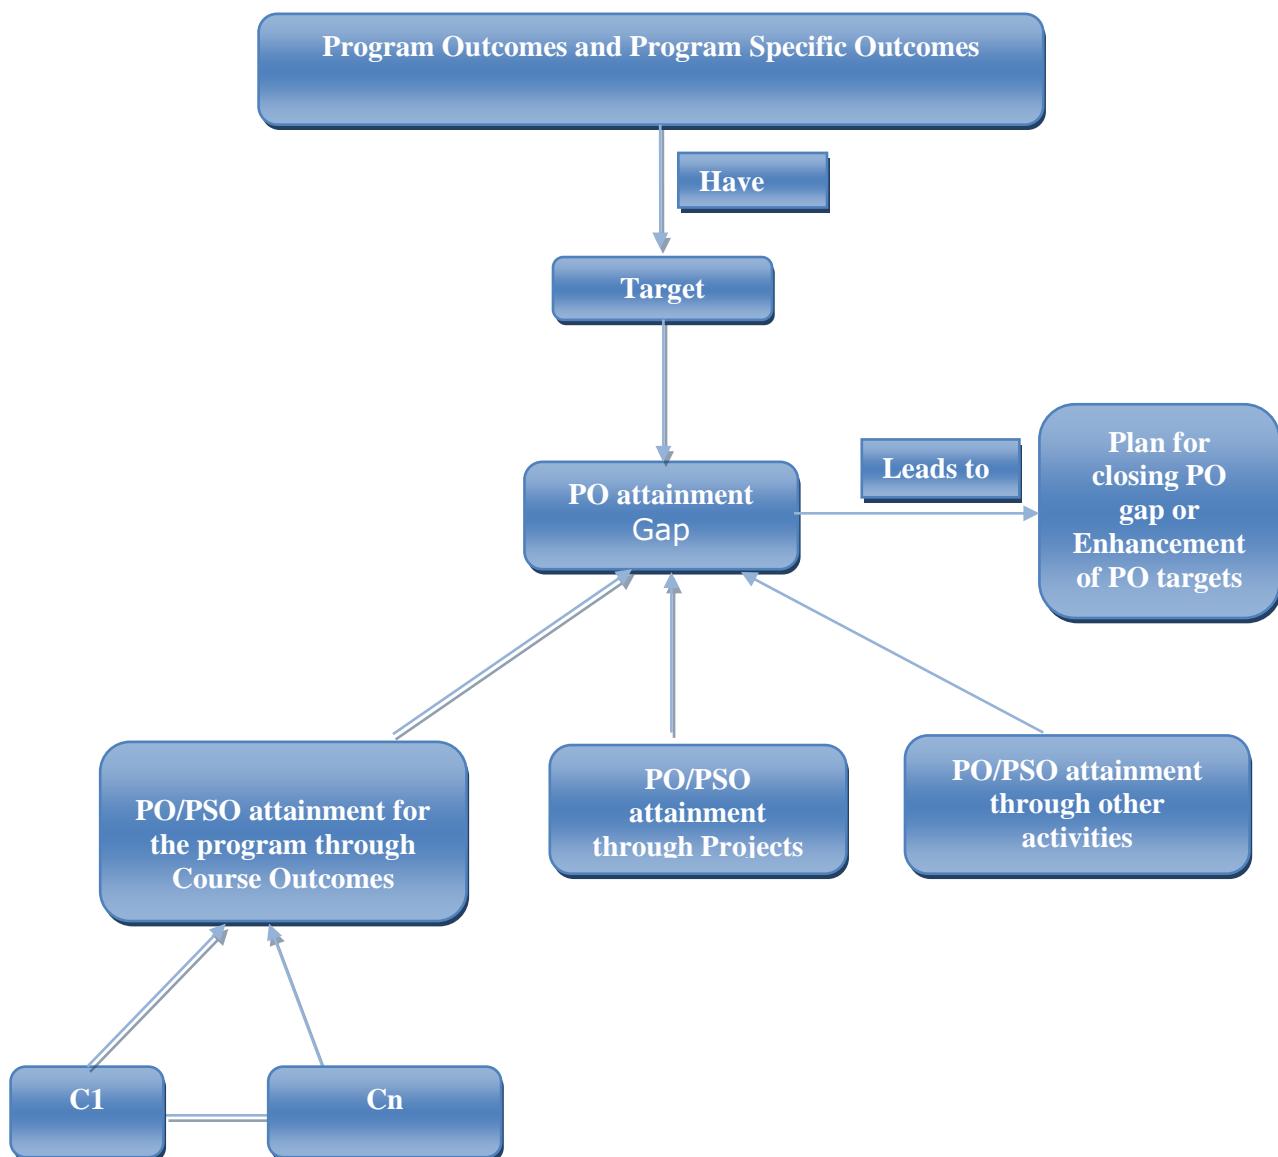 Program Outcomes and Program Specific Outcomes
Have
Target
Leads to
PO attainment
Gap
Plan for
closing PO
gap or
Enhancement
of PO targets
PO/PSO attainment for
the program through
Course Outcomes
PO/PSO
attainment
through Projects
PO/PSO attainment
through other
activities
C1
Cn